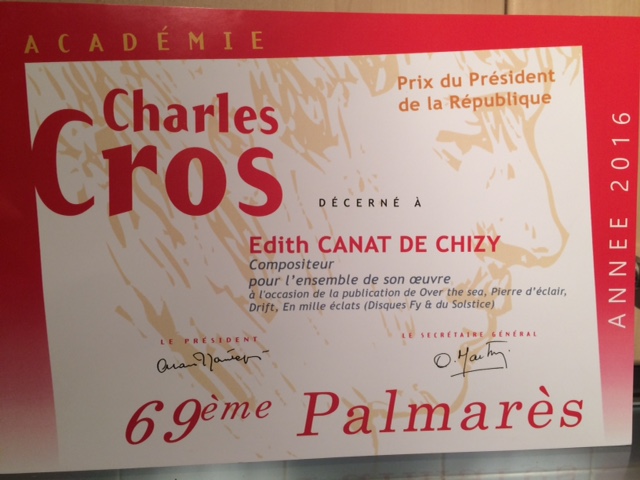 ACADÉMIE
Charles
Cros
Prix du Président
de la République
ANNEE 2016
DÉCERNÉ À
Edith CANAT DE CHIZY
Compositeur
pour l'ensemble de son œuvre
à l'occasion de la publication de Over the sea, Pierre d'éclair,
Drift, En mille éclats (Disques Fy & du Solstice)
LE PRÉSIDENT
LE SECRÉTAIRE GÉNÉRAL
69ème Palmarès